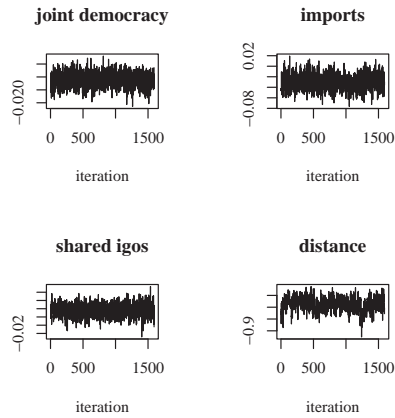 joint democracy
−0.020
0 500 1500
iteration
imports
−0.08 0.02
0 500 1500
iteration
shared igos
−0.02
0 500 1500
iteration
distance
−0.9
0 500 1500
iteration